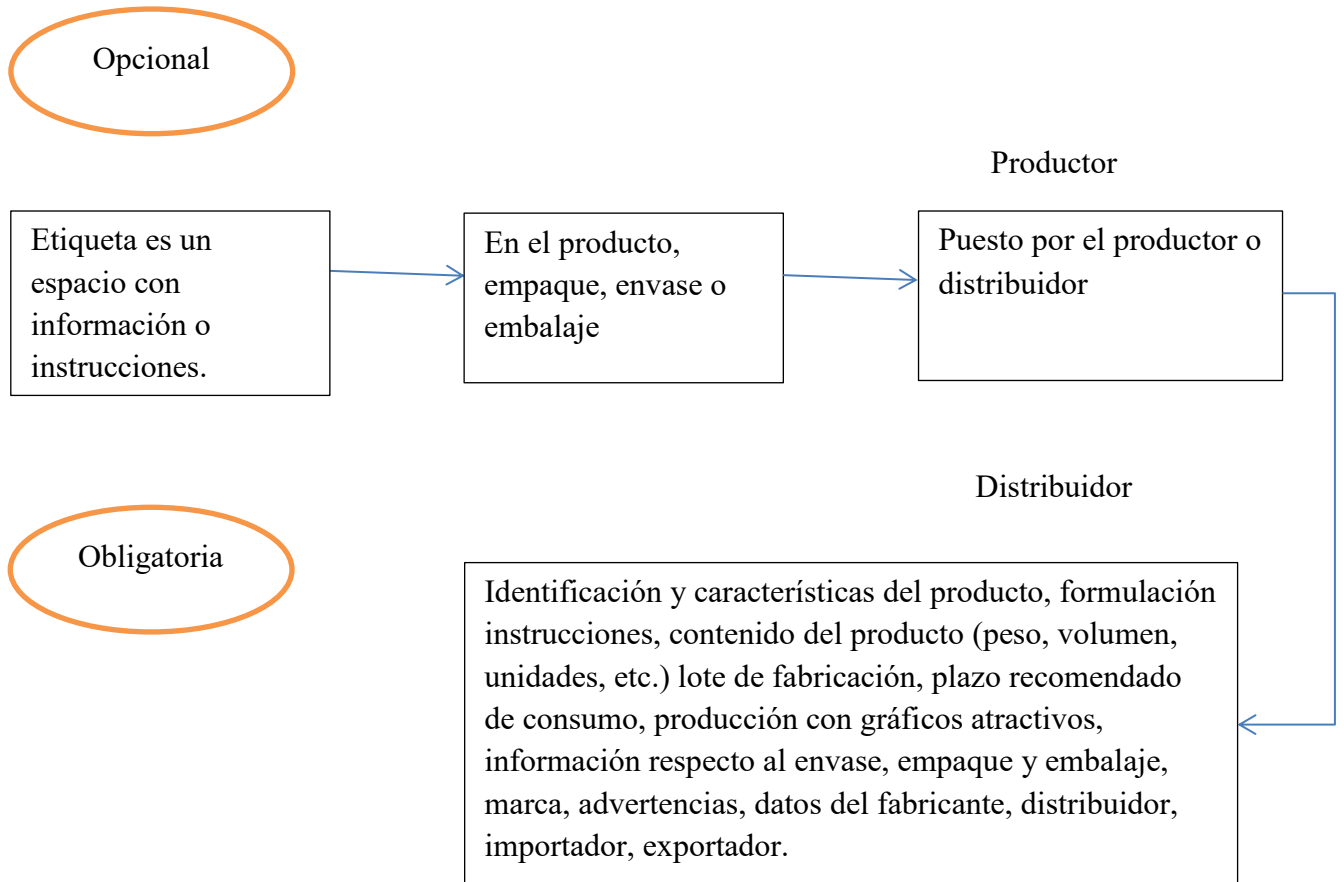 Opcional
Productor
Etiqueta es un
espacio con
información o
instrucciones.
En el producto,
empaque, envase o
embalaje
Puesto por el productor o
distribuidor
Distribuidor
Obligatoria
Identificación y características del producto, formulación
instrucciones, contenido del producto (peso, volumen,
unidades, etc.) lote de fabricación, plazo recomendado
de consumo, producción con gráficos atractivos,
información respecto al envase, empaque y embalaje,
marca, advertencias, datos del fabricante, distribuidor,
importador, exportador.